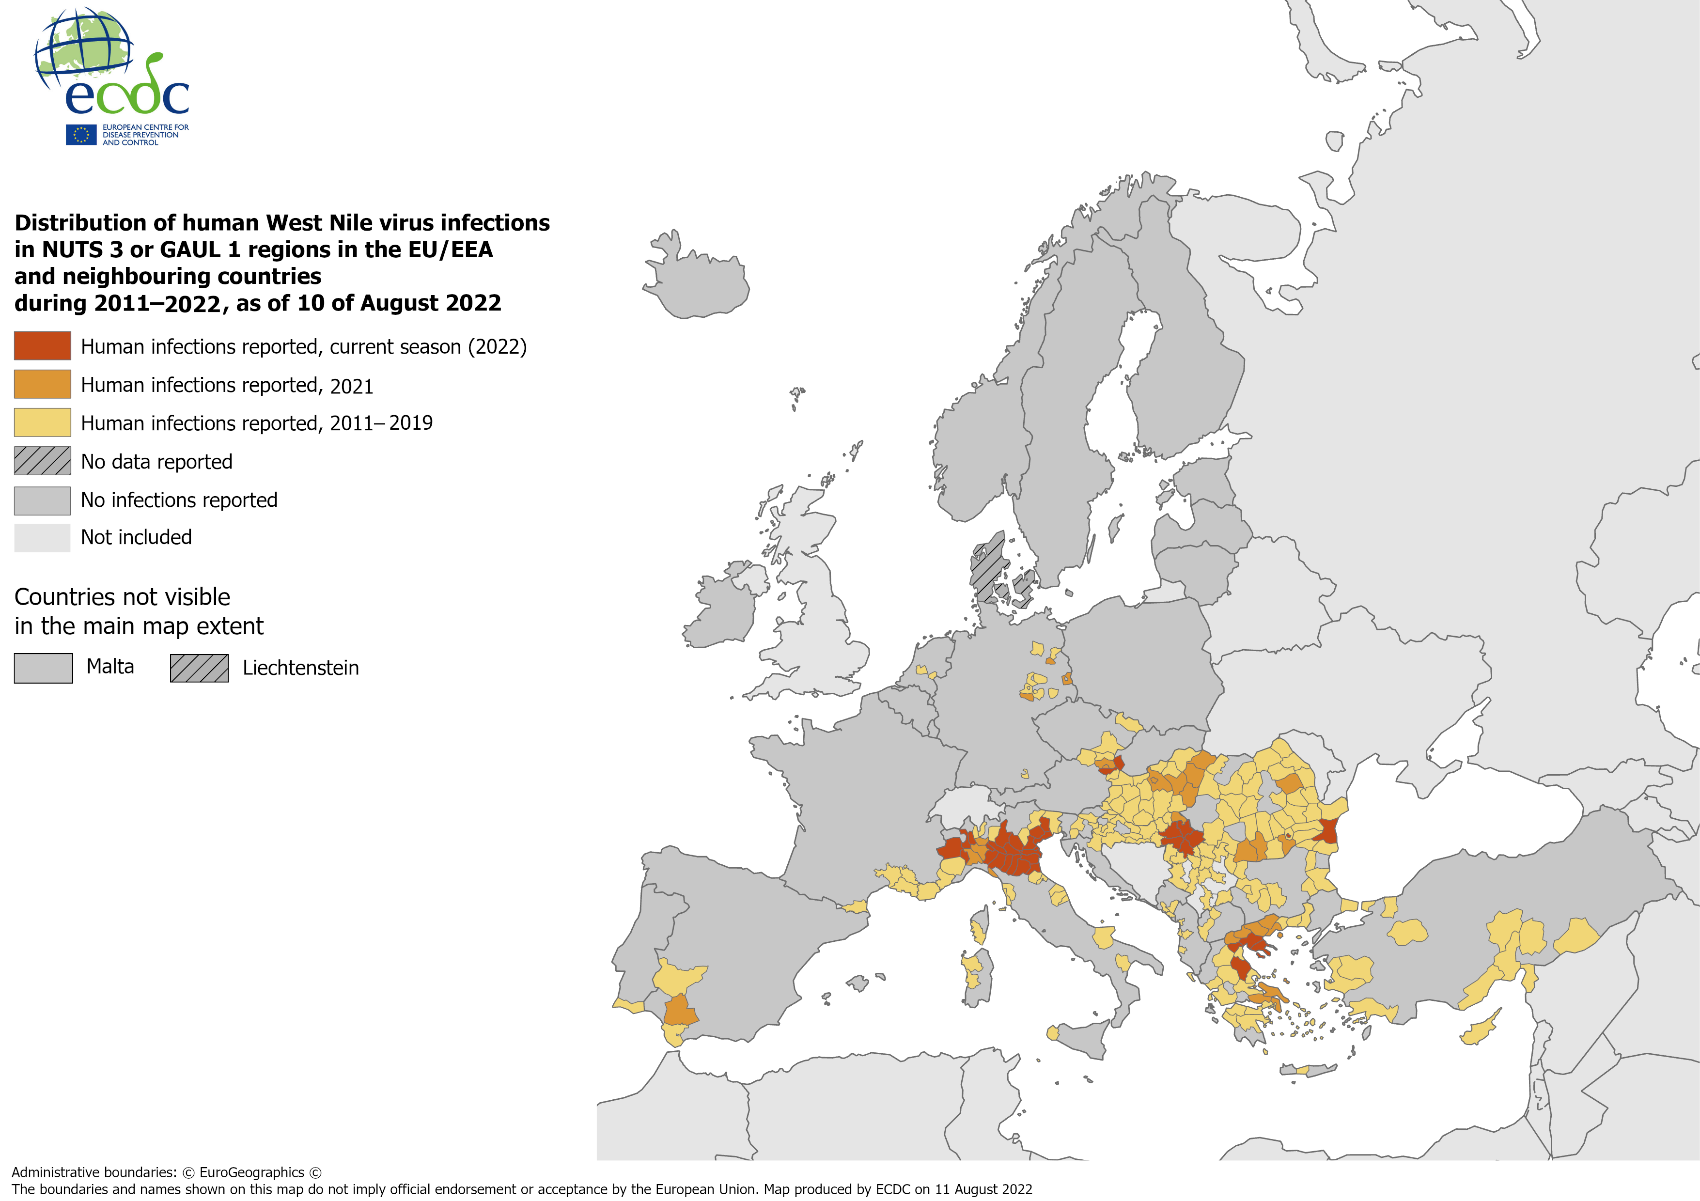 ecdc
EUROPEAN CENTRE FOR
DISEASE PREVENTION
AND CONTROL
Distribution of human West Nile virus infections
in NUTS 3 or GAUL 1 regions in the EU/EEA
and neighbouring countries
during 2011–2022, as of 10 of August 2022
Human infections reported, current season (2022)
Human infections reported, 2021
Human infections reported, 2011– 2019
No data reported
No infections reported
Not included
Countries not visible
in the main map extent
Malta
Liechtenstein
Administrative boundaries: © EuroGeographics ©
The boundaries and names shown on this map do not imply official endorsement or acceptance by the European Union. Map produced by ECDC on 11 August 2022